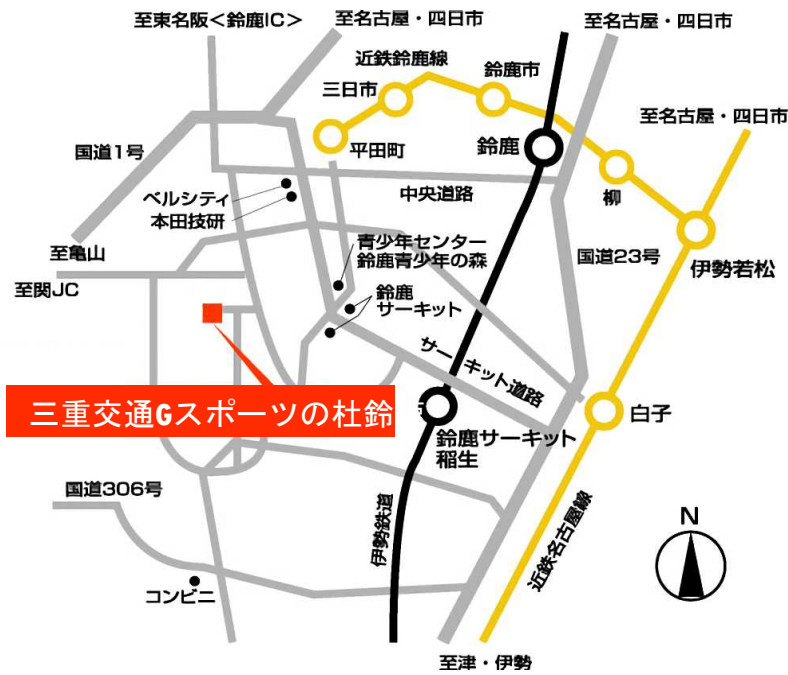 至東名阪<鈴鹿IC>
至名古屋・四日市
至名古屋・四日市
近鉄鈴鹿線
鈴鹿市
三日市
至名古屋・四日市
国道1号
平田町
鈴鹿
ベルシティ
本田技研
中央道路
柳
至亀山
青少年センター
鈴鹿青少年の森
国道23号
伊勢若松
至関JC
鈴鹿
サーキット
サーキット道路
三重交通Gスポーツの杜鈴
白子
鈴鹿サーキット
稲生
国道306号
伊勢鉄道
近鉄名古屋線
N
コンビニ
至津・伊勢